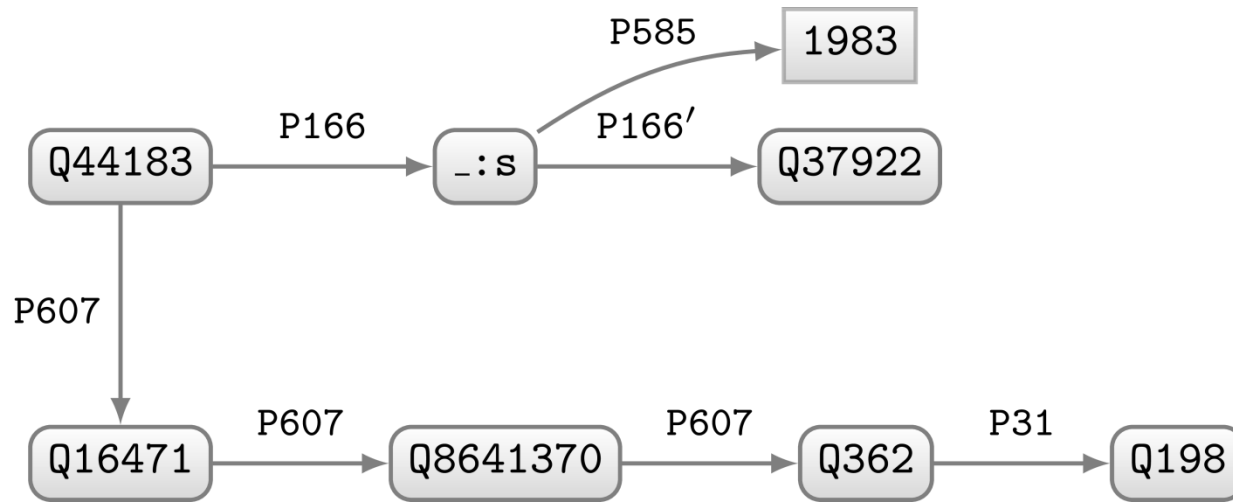 P585
1983
P166
P166′
Q44183
_:s
Q37922
P607
P607
P607
P31
Q16471
Q8641370
Q362
Q198